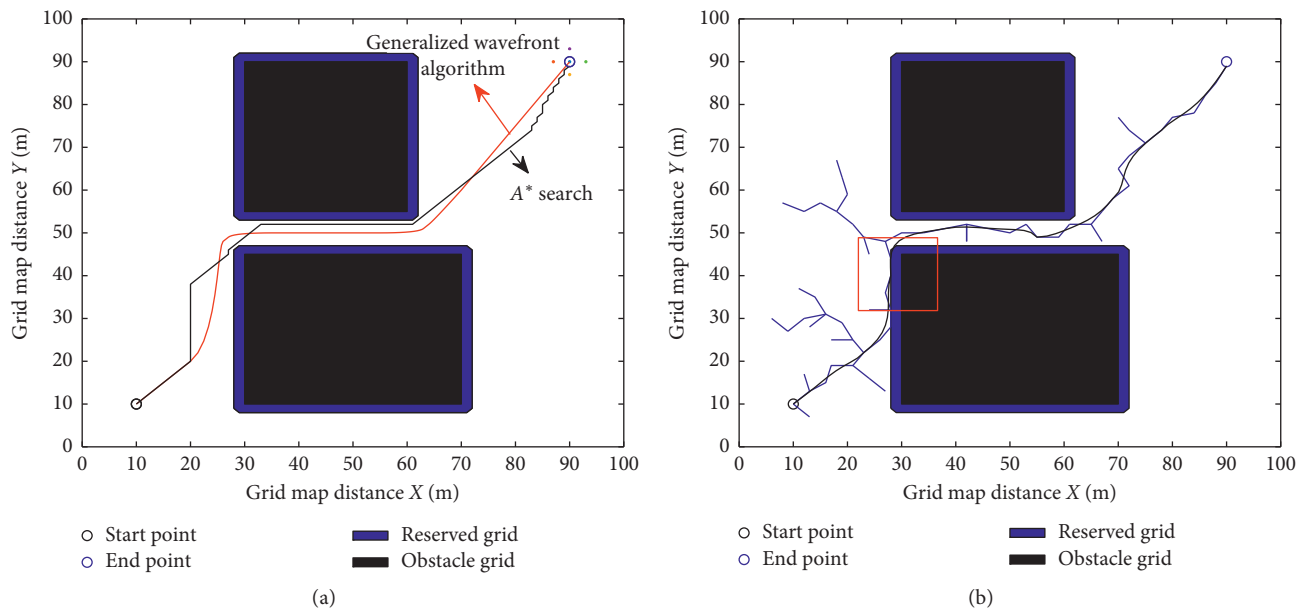 100
90
80
70
60
50
40
30
20
10
0
Grid map distance Y (m)
Generalized wavefront
algorithm
A* search
0 10 20 30 40 50 60 70 80 90 100
Grid map distance X (m)
Start point
End point
Reserved grid
Obstacle grid
(a)
100
90
80
70
60
50
40
30
20
10
0
Grid map distance Y (m)
0 10 20 30 40 50 60 70 80 90 100
Grid map distance X (m)
Start point
End point
Reserved grid
Obstacle grid
(b)